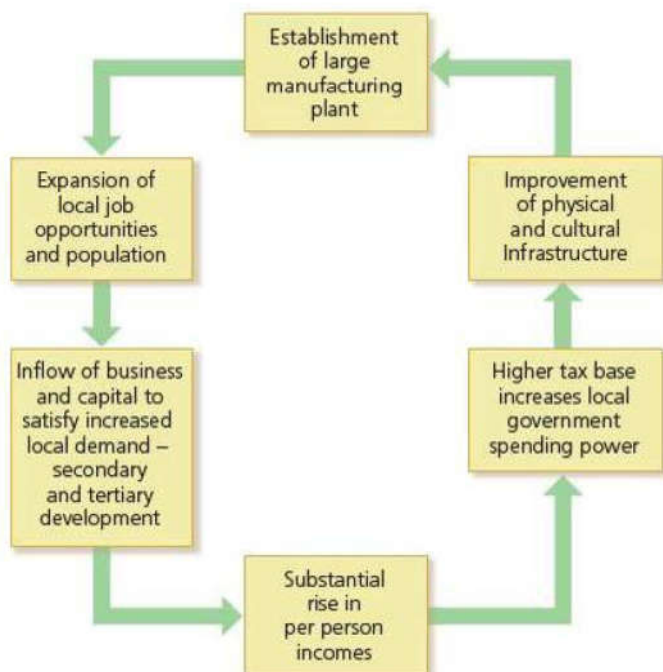 Establishment
of large
manufacturing
plant
Expansion of
local job
opportunities
and population
Inflow of business
and capital to
satisfy increased
local demand –
secondary
and tertiary
development
Substantial
rise in
per person
incomes
Higher tax base
increases local
government
spending power
Improvement
of physical
and cultural
Infrastructure